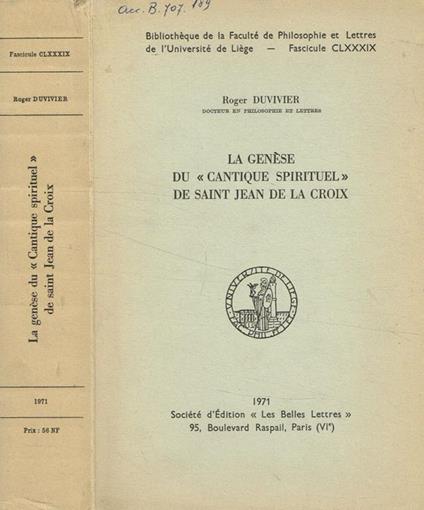 Fascicule CLXXXIX
Roger DUVIVIER
La genèse du « Cantique spirituel »
de saint Jean de la Croix
1971
Prix : 56 NF
acc. B. 707. 189
Bibliothèque de la Faculté de Philosophie et Lettres
de l'Université de Liège — Fascicule CLXXXIX
Roger DUVIVIER
DOCTEUR EN PHILOSOPHIE ET LETTRES
LA GENÈSE
DU « CANTIQUE SPIRITUEL »
DE SAINT JEAN DE LA CROIX
UNIVERSITE DE LIEGE
1971
Société d'Édition « Les Belles Lettres »
95, Boulevard Raspail, Paris (VIe)